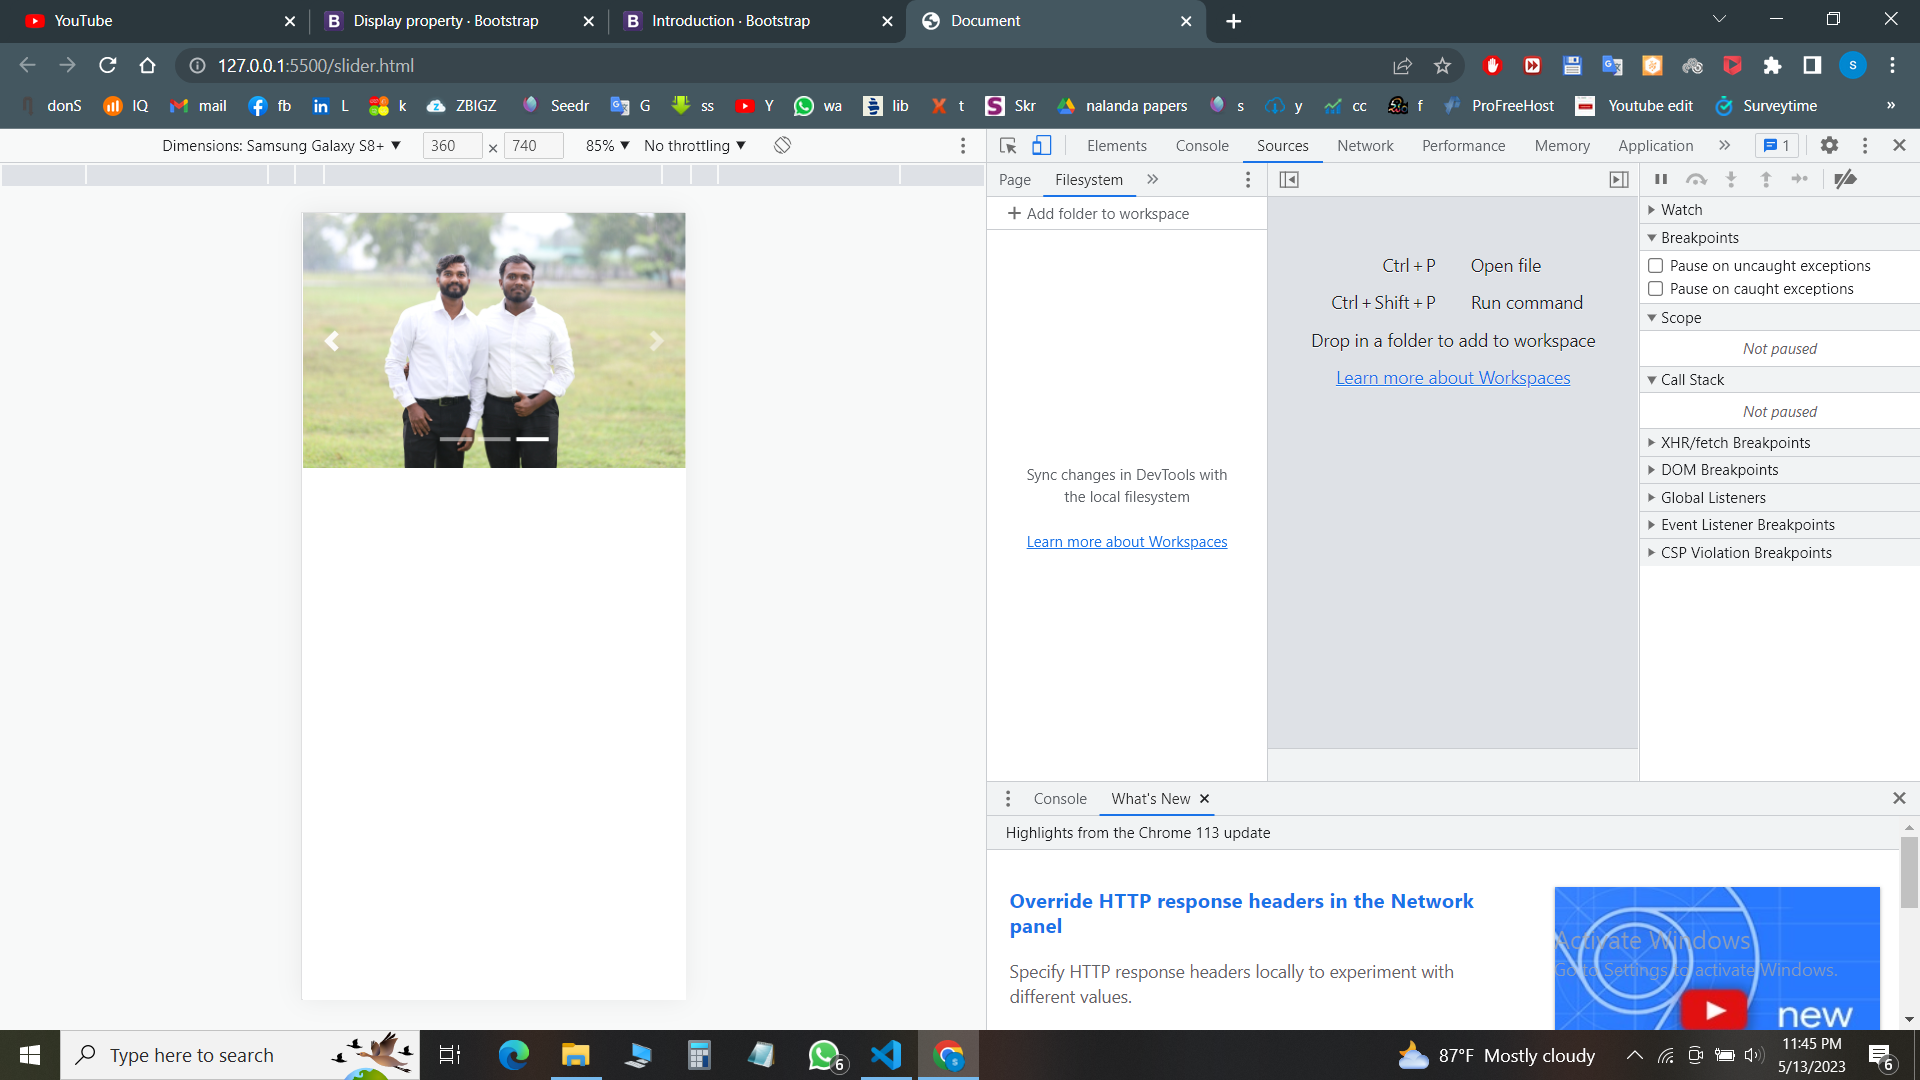 YouTube
Display property · Bootstrap
Introduction · Bootstrap
Document
127.0.0.1:5500/slider.html
donS IQ mail fb L k ZBIGZ Seedr G ss Y wa lib t Skr nalanda papers s y cc f ProFreeHost Youtube edit Surveytime »
Dimensions: Samsung Galaxy S8+ ▼ 360 × 740 85% ▼ No throttling ▼
Elements Console Sources Network Performance Memory Application » 1
Page Filesystem »
+ Add folder to workspace
Sync changes in DevTools with
the local filesystem
Learn more about Workspaces
Ctrl + P Open file
Ctrl + Shift + P Run command
Drop in a folder to add to workspace
Learn more about Workspaces
Watch
Breakpoints
Pause on uncaught exceptions
Pause on caught exceptions
Scope
Not paused
Call Stack
Not paused
XHR/fetch Breakpoints
DOM Breakpoints
Global Listeners
Event Listener Breakpoints
CSP Violation Breakpoints
Console What's New
Highlights from the Chrome 113 update
Override HTTP response headers in the Network
panel
Specify HTTP response headers locally to experiment with
different values.
Activate Windows
Go to Settings to activate Windows.
new
Type here to search
6
87°F Mostly cloudy
11:45 PM
5/13/2023
6